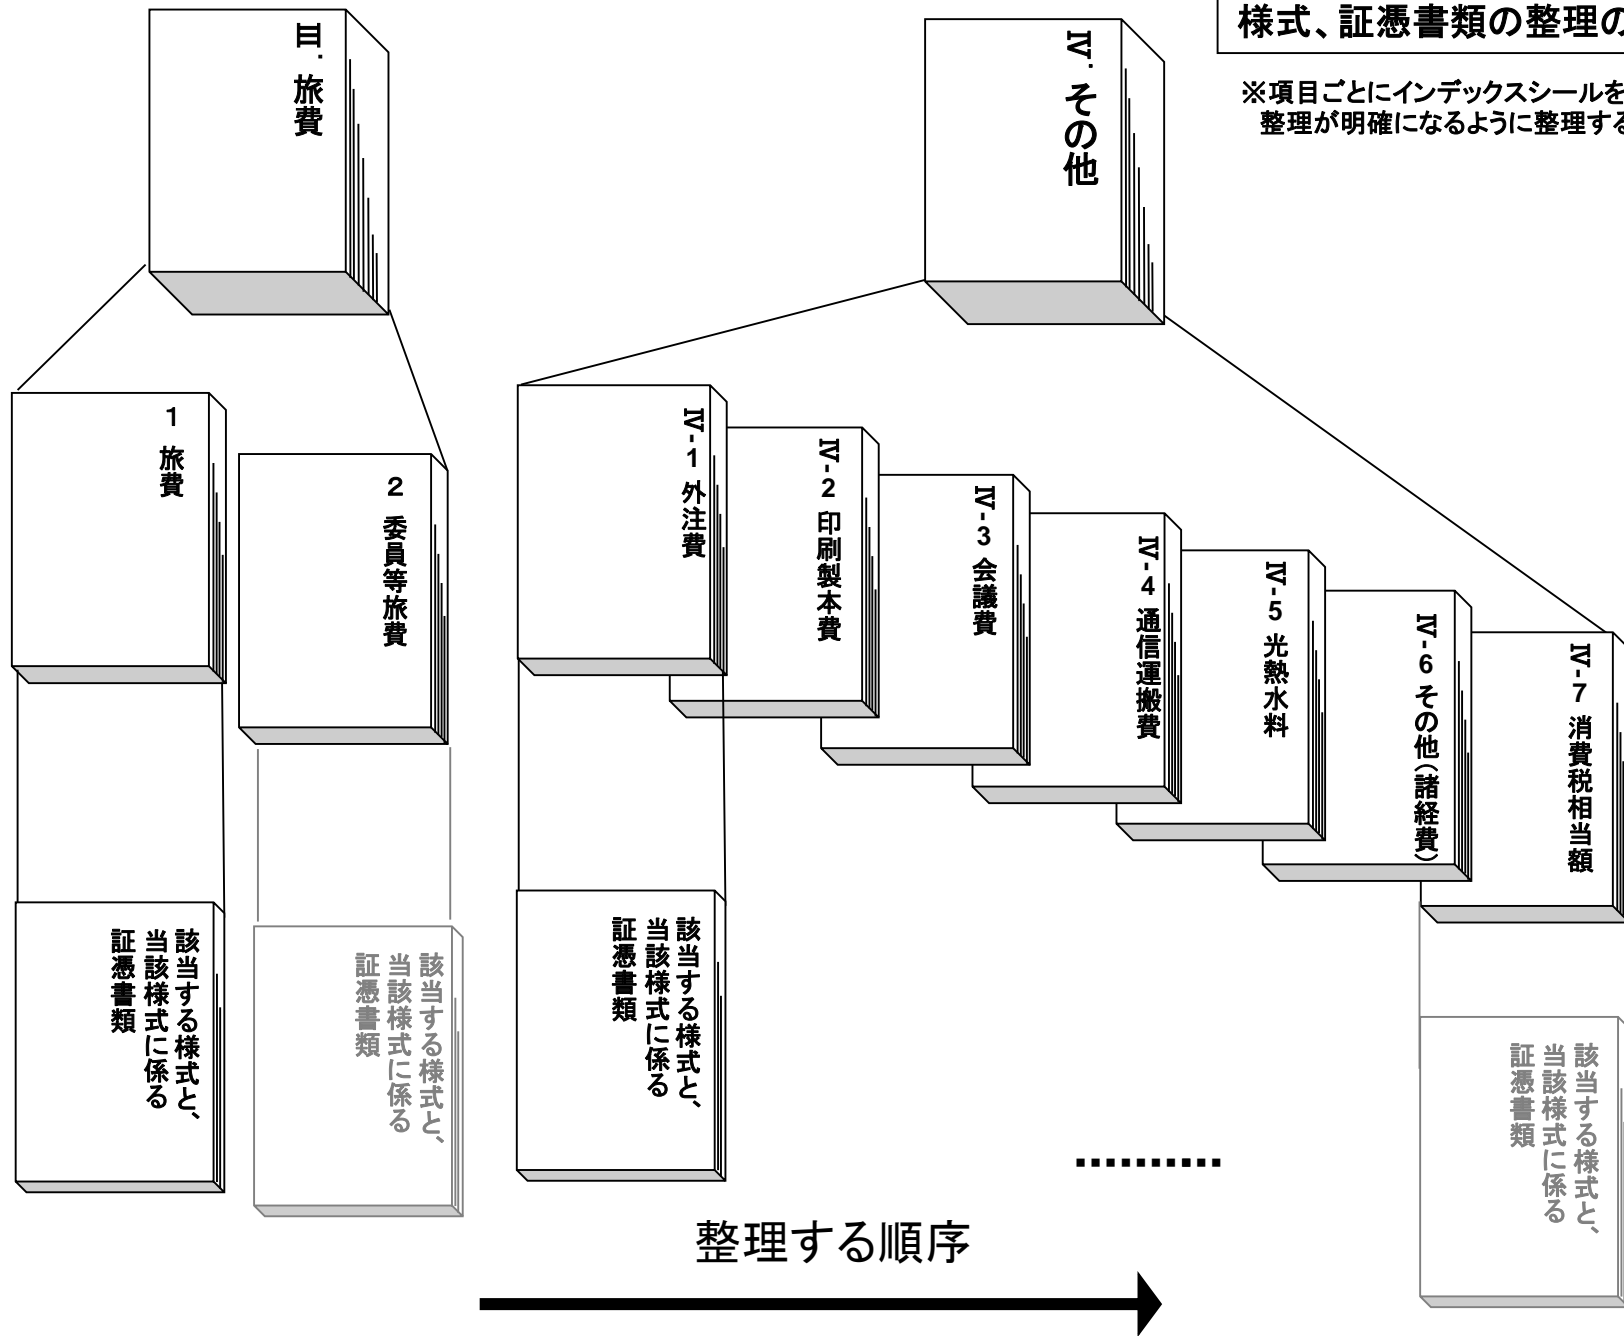 様式、証憑書類の整理の
※項目ごとにインデックスシールを
整理が明確になるように整理する
Ⅲ. 旅費
Ⅳ. その他
1 旅費
2 委員等旅費
Ⅳ-1 外注費
Ⅳ-2 印刷製本費
Ⅳ-3 会議費
Ⅳ-4 通信運搬費
Ⅳ-5 光熱水料
Ⅳ-6 その他（諸経費）
Ⅳ-7 消費税相当額
該当する様式と、
当該様式に係る
証憑書類
該当する様式と、
当該様式に係る
証憑書類
該当する様式と、
当該様式に係る
証憑書類
該当する様式と、
当該様式に係る
証憑書類
整理する順序